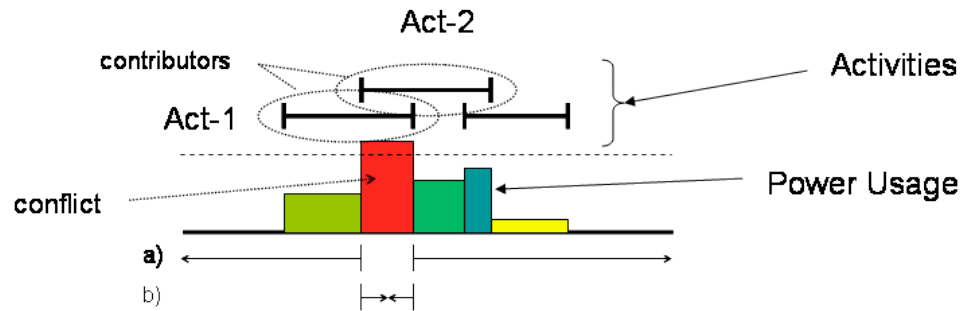 Act-2
contributors
Activities
Act-1
Power Usage
conflict
a)
b)